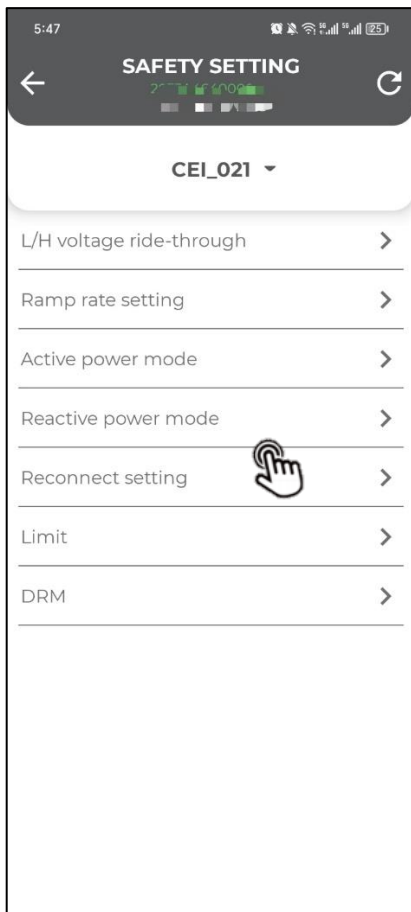 5:47
25
SAFETY SETTING
CEI_021
L/H voltage ride-through
Ramp rate setting
Active power mode
Reactive power mode
Reconnect setting
Limit
DRM